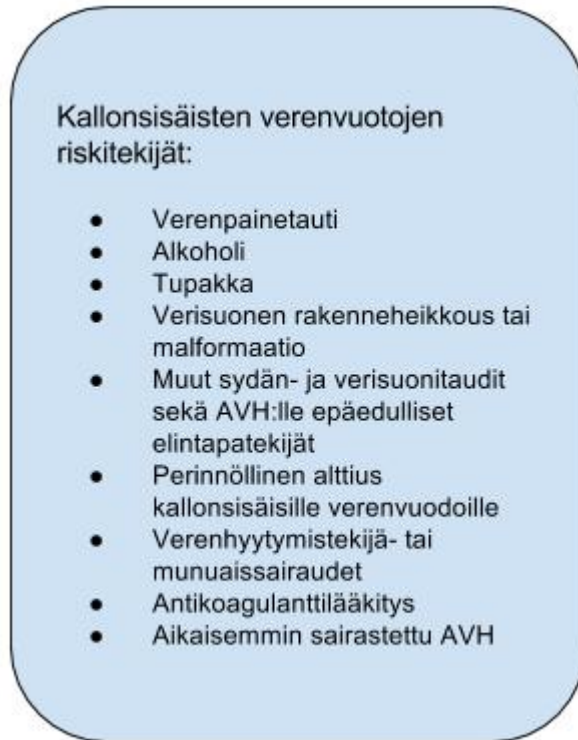 Kallonsisäisten verenvuotojen
riskitekijät:
● Verenpainetauti
● Alkoholi
● Tupakka
● Verisuonen rakenneheikkous tai
malformaatio
● Muut sydän- ja verisuonitaudit
sekä AVH:lle epäedulliset
elintapatekijät
● Perinnöllinen alttius
kallonsisäisille verenvuodoille
● Verenhyytymistekijä- tai
munuaissairaudet
● Antikoagulanttilääkitys
● Aikaisemmin sairastettu AVH